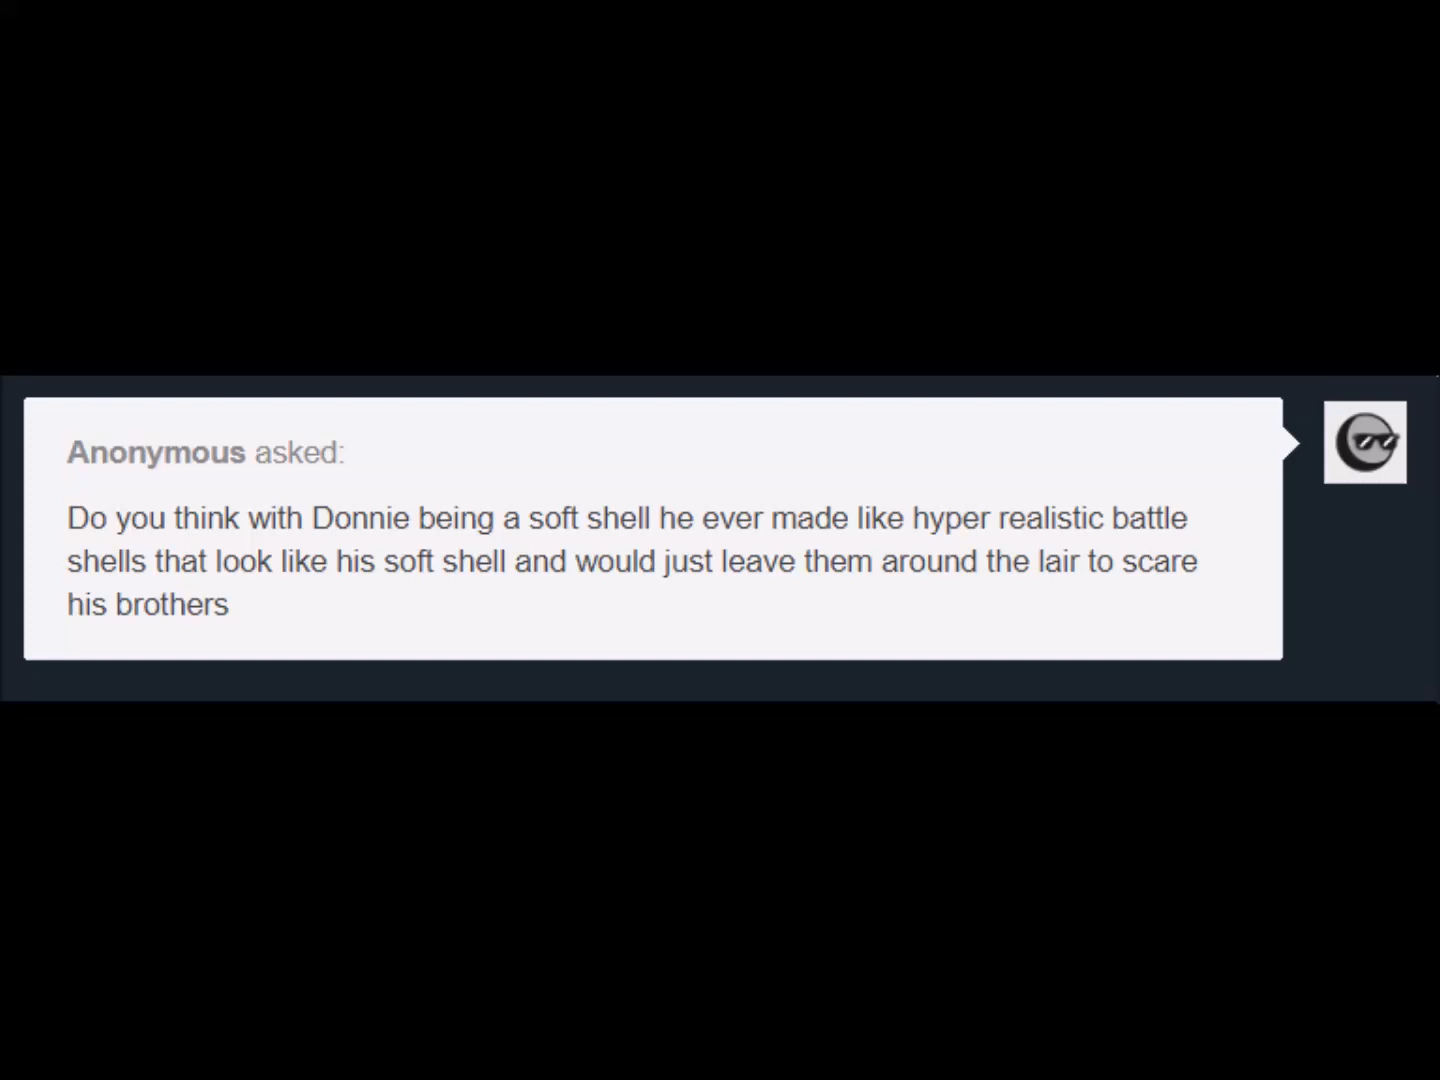 Anonymous asked:
Do you think with Donnie being a soft shell he ever made like hyper realistic battle
shells that look like his soft shell and would just leave them around the lair to scare
his brothers